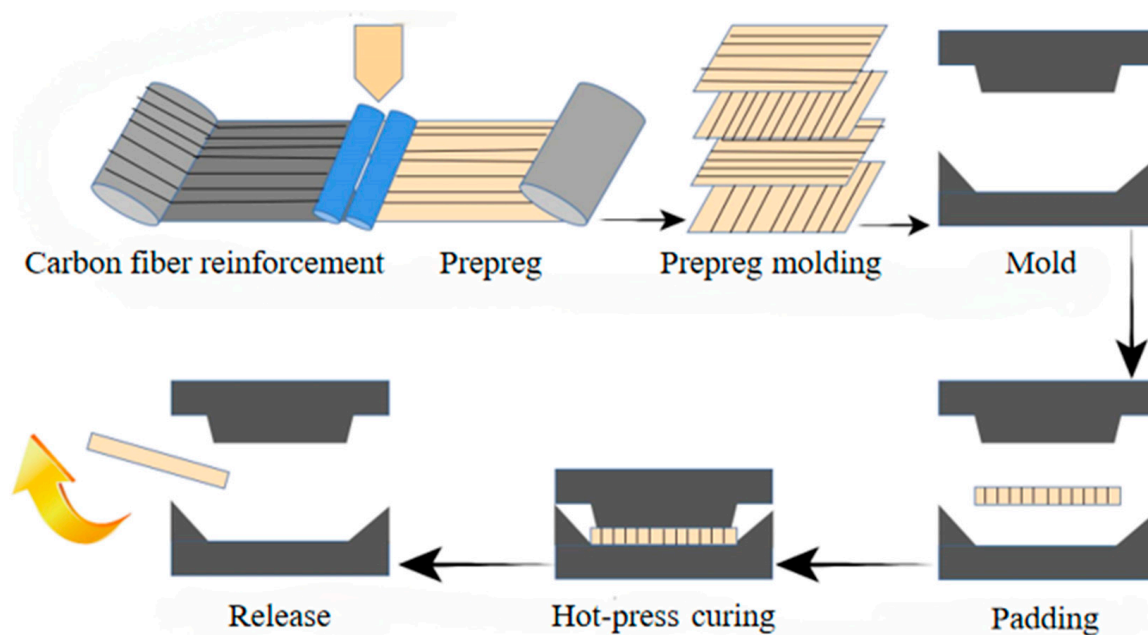 Carbon fiber reinforcement
Prepreg
Prepreg molding
Mold
Release
Hot-press curing
Padding